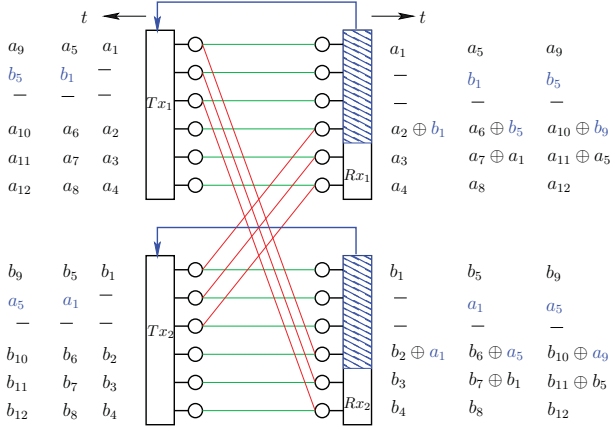 t t
a₉ a₅ a₁ a₁ a₅ a₉
b₅ b₁ — — b₁ b₅
— — — Tx₁ — — —
a₁₀ a₆ a₂ a₂ ⊕ b₁ a₆ ⊕ b₅ a₁₀ ⊕ b₉
a₁₁ a₇ a₃ a₃ a₇ ⊕ a₁ a₁₁ ⊕ a₅
a₁₂ a₈ a₄ Rx₁ a₄ a₈ a₁₂
b₉ b₅ b₁ b₁ b₅ b₉
a₅ a₁ — — a₁ a₅
— — — Tx₂ — — —
b₁₀ b₆ b₂ b₂ ⊕ a₁ b₆ ⊕ a₅ b₁₀ ⊕ a₉
b₁₁ b₇ b₃ b₃ b₇ ⊕ b₁ b₁₁ ⊕ b₅
b₁₂ b₈ b₄ Rx₂ b₄ b₈ b₁₂